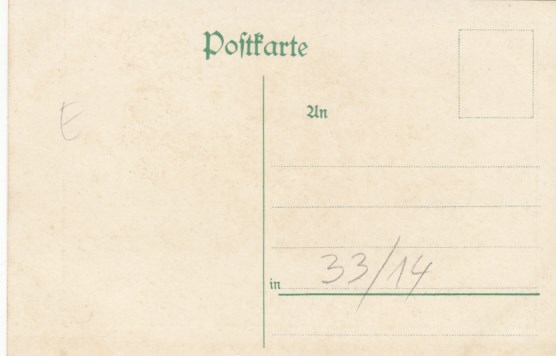 Postkarte
An
E
in 33/14